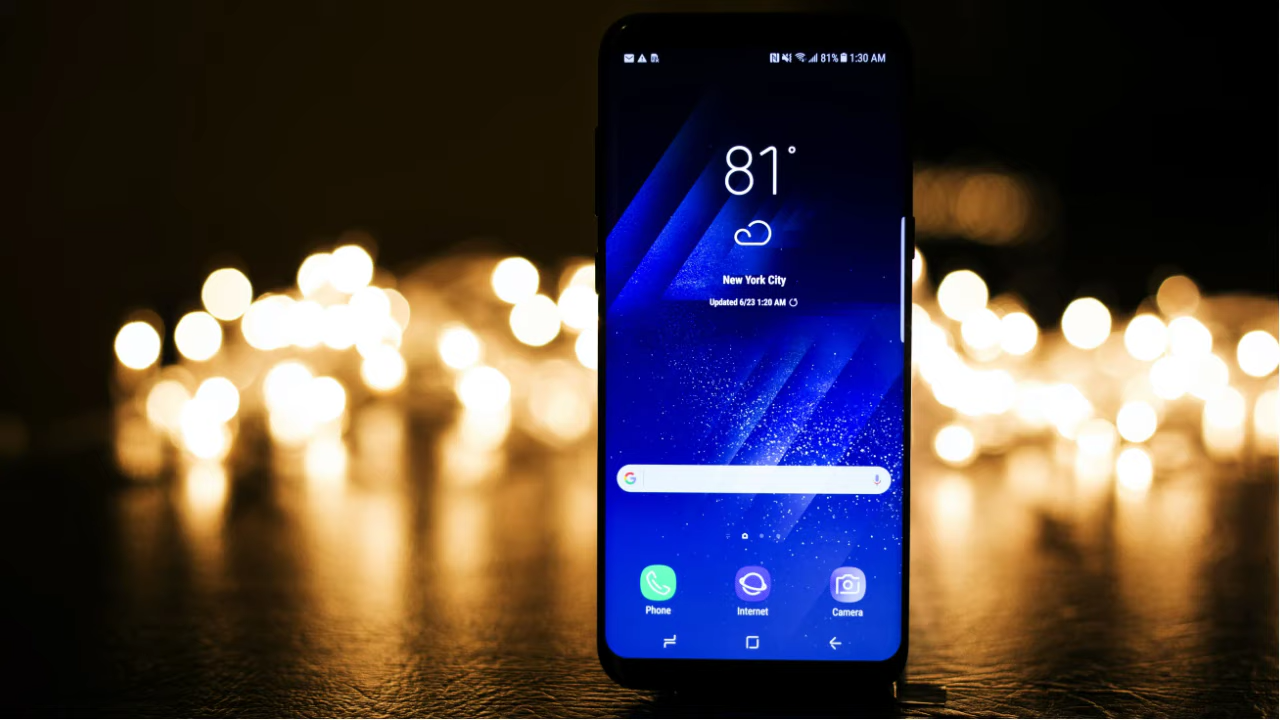 81% 1:30 AM
81°
New York City
Updated 6/23 1:20 AM
Phone
Internet
Camera